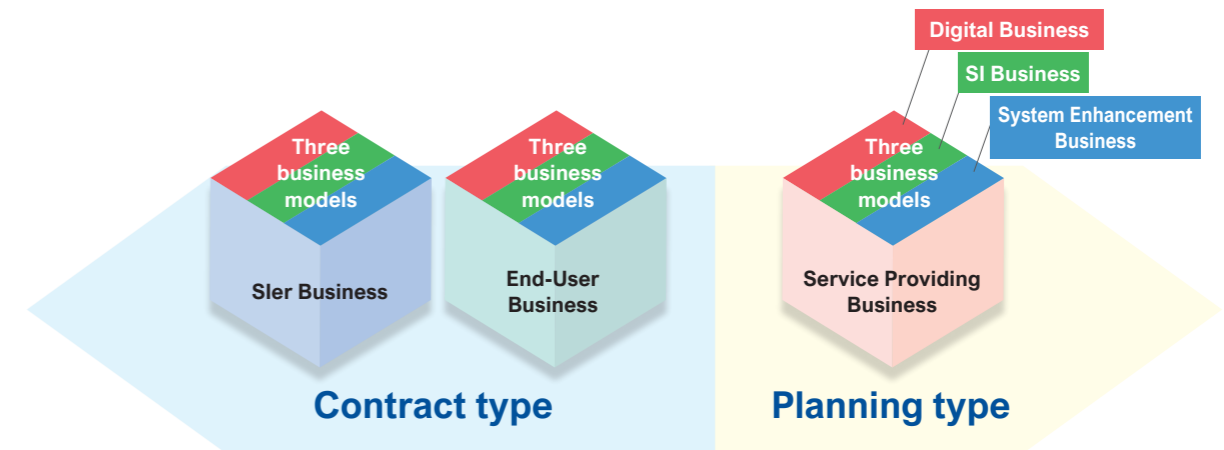 Digital Business
SI Business
System Enhancement
Business
Three
business
models
SIer Business
Three
business
models
End-User
Business
Three
business
models
Service Providing
Business
Contract type
Planning type